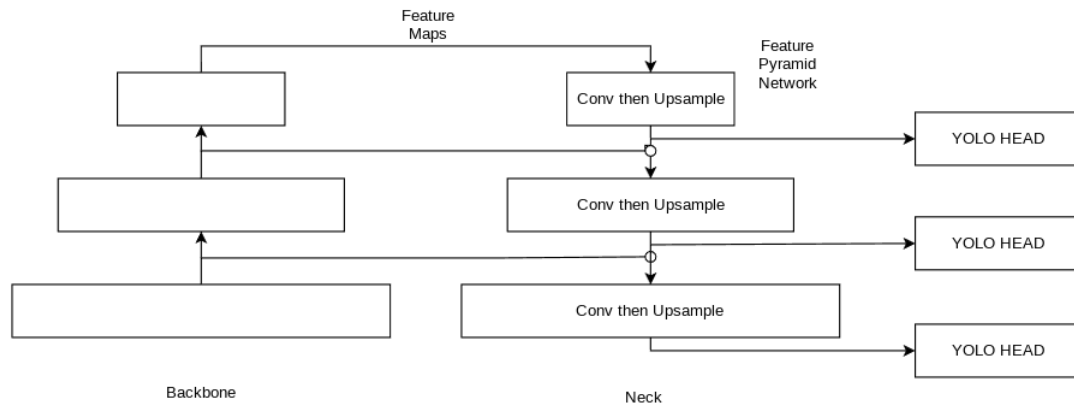 Feature
Maps
Feature
Pyramid
Network
Conv then Upsample
YOLO HEAD
Conv then Upsample
YOLO HEAD
Conv then Upsample
YOLO HEAD
Backbone
Neck